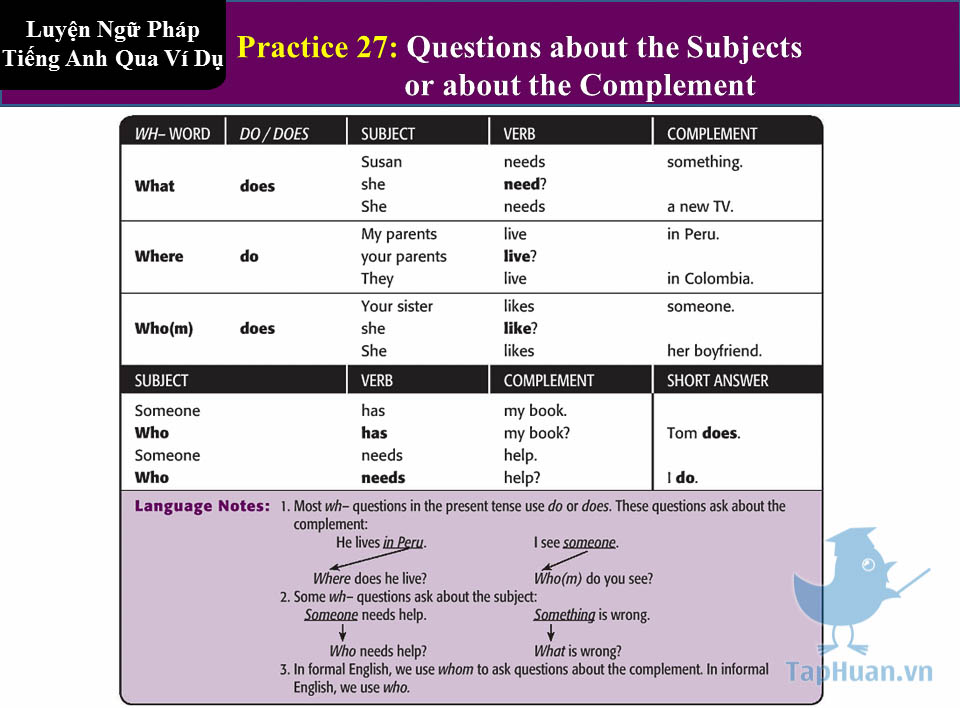 Luyện Ngữ Pháp
Tiếng Anh Qua Ví Dụ
Practice 27: Questions about the Subjects
or about the Complement
WH– WORD DO / DOES SUBJECT VERB COMPLEMENT
Susan needs something.
What does she need?
She needs a new TV.
My parents live in Peru.
Where do your parents live?
They live in Colombia.
Your sister likes someone.
Who(m) does she like?
She likes her boyfriend.
SUBJECT VERB COMPLEMENT SHORT ANSWER
Someone has my book.
Who has my book? Tom does.
Someone needs help.
Who needs help? I do.
Language Notes: 1. Most wh– questions in the present tense use do or does. These questions ask about the
complement:
He lives in Peru. I see someone.
Where does he live? Who(m) do you see?
2. Some wh– questions ask about the subject:
Someone needs help. Something is wrong.
Who needs help? What is wrong?
3. In formal English, we use whom to ask questions about the complement. In informal
English, we use who.
TapHuan.vn